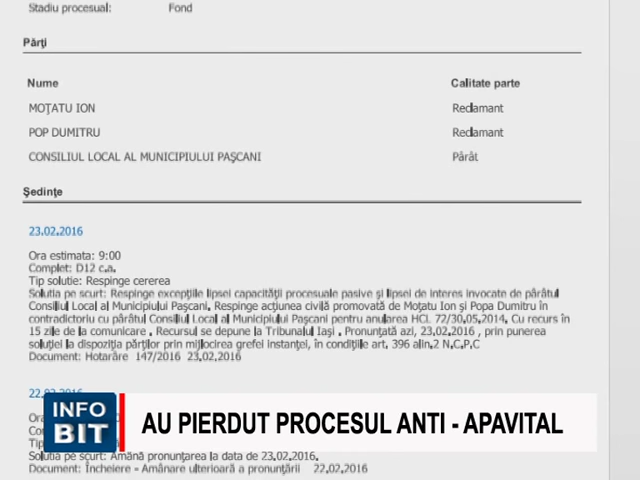 Stadiu procesual: Fond
Părţi
Nume Calitate parte
MOŢATU ION Reclamant
POP DUMITRU Reclamant
CONSILIUL LOCAL AL MUNICIPIULUI PAŞCANI Pârât
Şedinţe
23.02.2016
Ora estimata: 9:00
Complet: D12 c.a.
Tip solutie: Respinge cererea
Solutia pe scurt: Respinge excepţiile lipsei capacităţii procesuale pasive şi lipsei de interes invocate de pârâtul
Consiliul Local al Municipiului Paşcani. Respinge acţiunea civilă promovată de Moţatu Ion şi Popa Dumitru în
contradictoriu cu pârâtul Consiliul Local al Municipiului Paşcani pentru anularea HCL 72/30.05.2014. Cu recurs în
15 zile de la comunicare . Recursul se depune la Tribunalul Iaşi . Pronunţată azi, 23.02.2016 , prin punerea
soluţiei la dispoziţia părţilor prin mijlocirea grefei instanţei, în condiţiile art. 396 alin.2 N.C.P.C
Document: Hotarâre 147/2016 23.02.2016
22.02.2016
INFO
BIT
AU PIERDUT PROCESUL ANTI - APAVITAL
Solutia pe scurt: Amână pronunţarea la data de 23.02.2016.
Document: Încheiere - Amânare ulterioară a pronunţării 22.02.2016